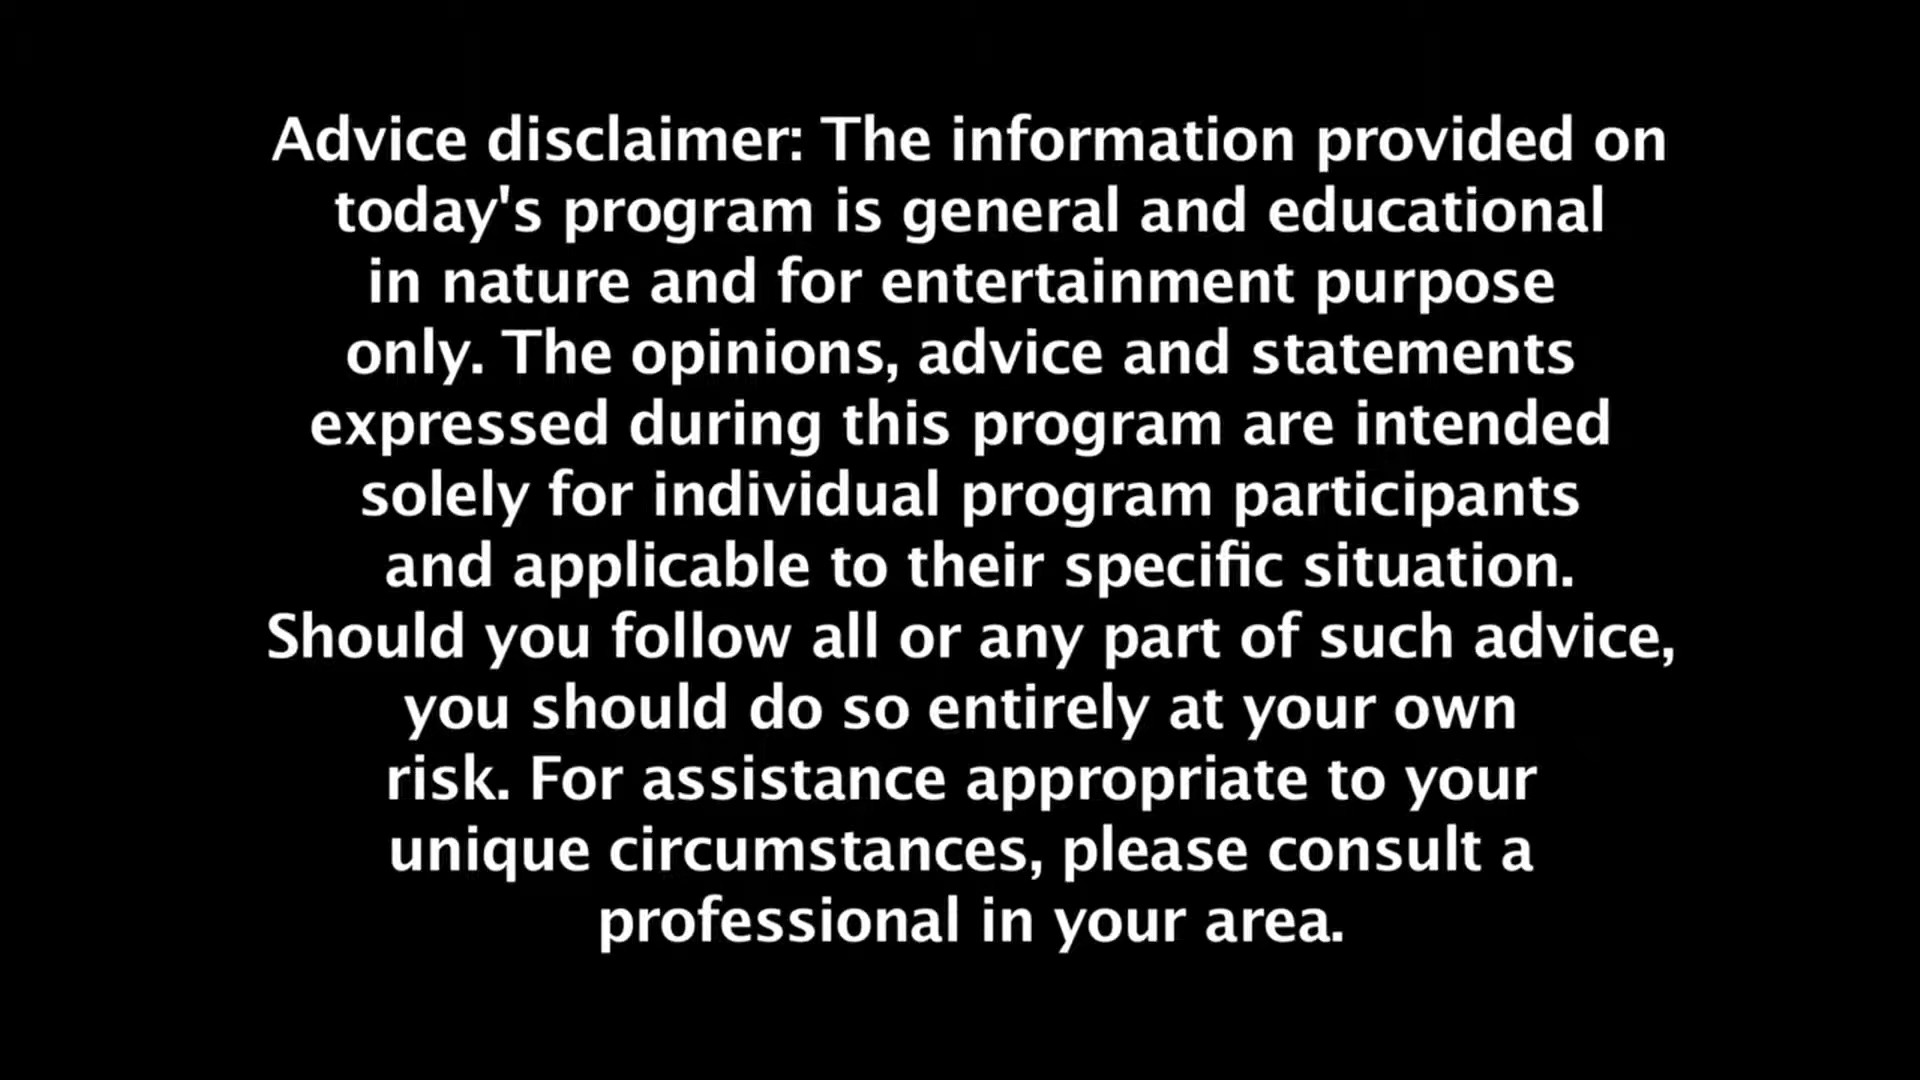 Advice disclaimer: The information provided on
today's program is general and educational
in nature and for entertainment purpose
only. The opinions, advice and statements
expressed during this program are intended
solely for individual program participants
and applicable to their specific situation.
Should you follow all or any part of such advice,
you should do so entirely at your own
risk. For assistance appropriate to your
unique circumstances, please consult a
professional in your area.